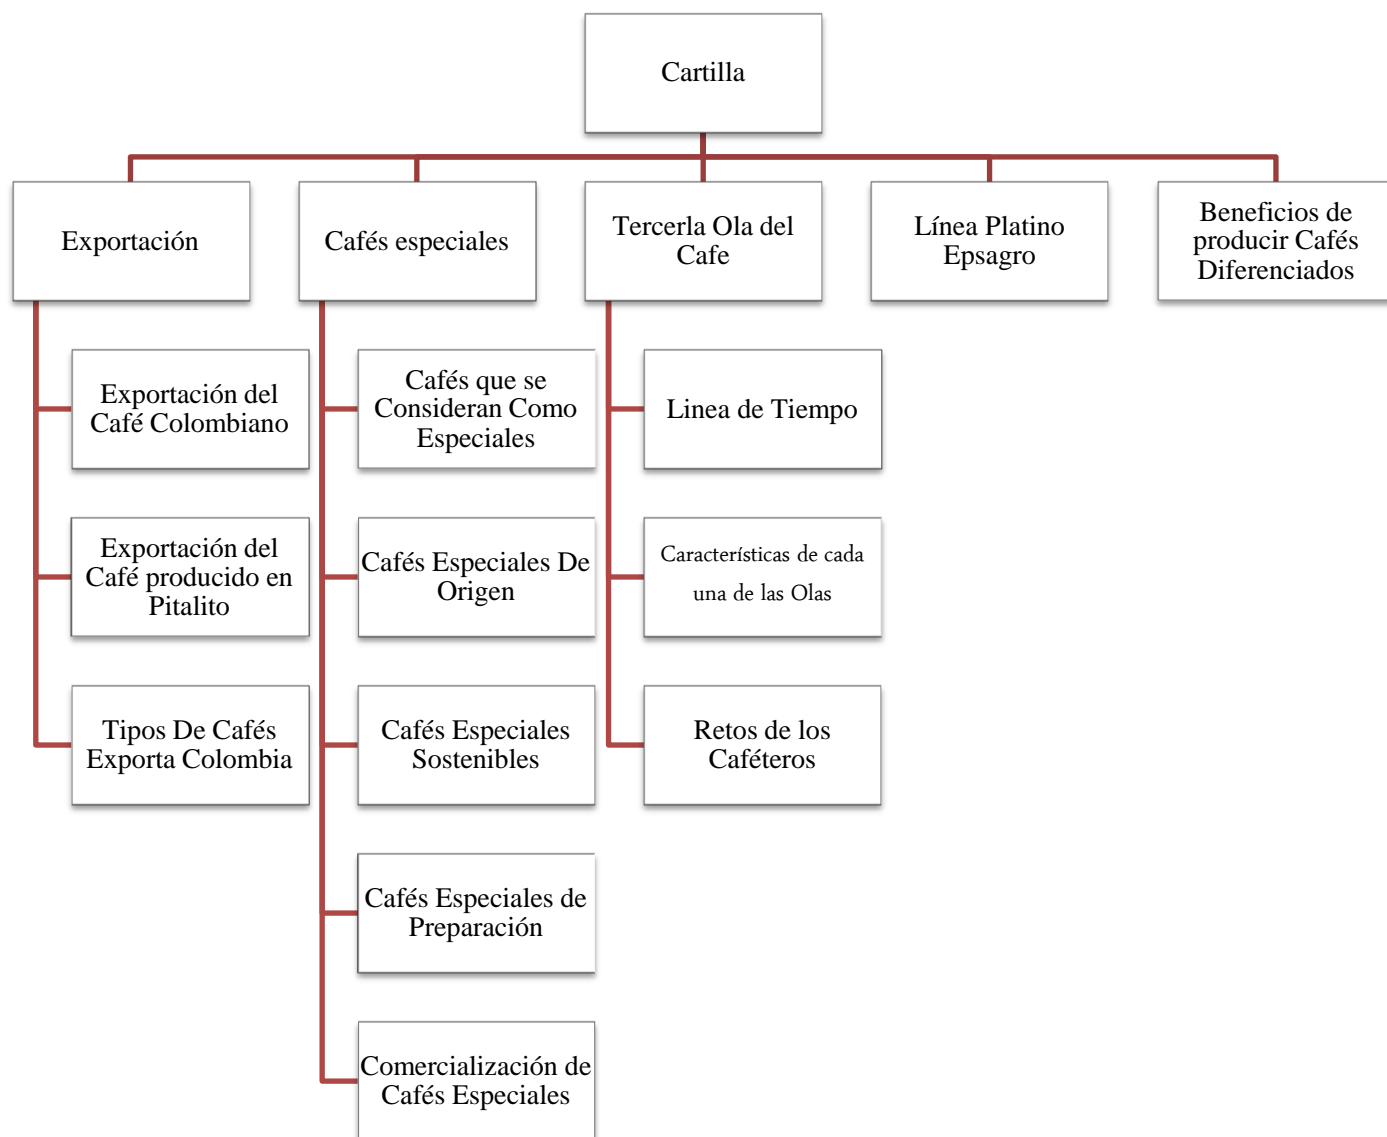 Cartilla
Exportación
Cafés especiales
Tercerla Ola del
Cafe
Línea Platino
Epsagro
Beneficios de
producir Cafés
Diferenciados
Exportación del
Café Colombiano
Exportación del
Café producido en
Pitalito
Tipos De Cafés
Exporta Colombia
Cafés que se
Consideran Como
Especiales
Cafés Especiales De
Origen
Cafés Especiales
Sostenibles
Cafés Especiales de
Preparación
Comercialización de
Cafés Especiales
Linea de Tiempo
Características de cada
una de las Olas
Retos de los
Caféteros